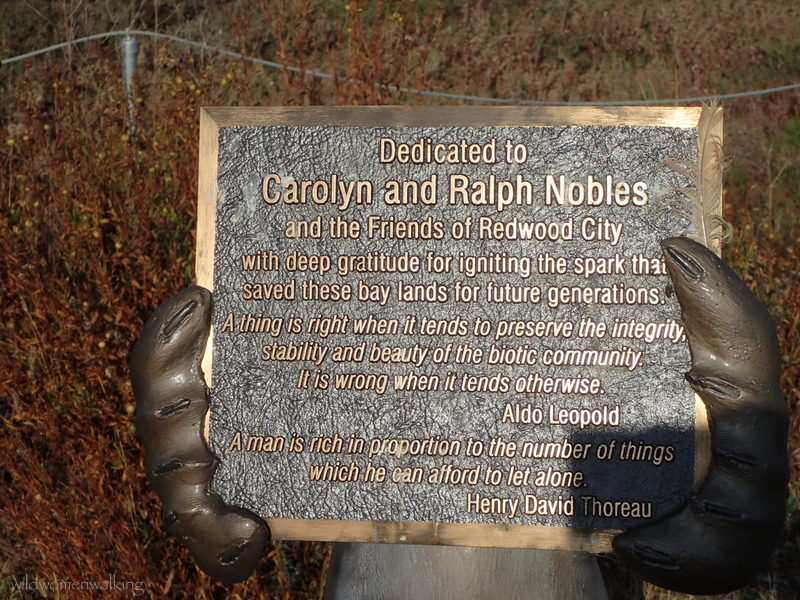 Dedicated to
Carolyn and Ralph Nobles
and the Friends of Redwood City
with deep gratitude for igniting the spark that
saved these bay lands for future generations.
A thing is right when it tends to preserve the integrity,
stability and beauty of the biotic community.
It is wrong when it tends otherwise.
Aldo Leopold
A man is rich in proportion to the number of things
which he can afford to let alone.
Henry David Thoreau
wildwomenwalking